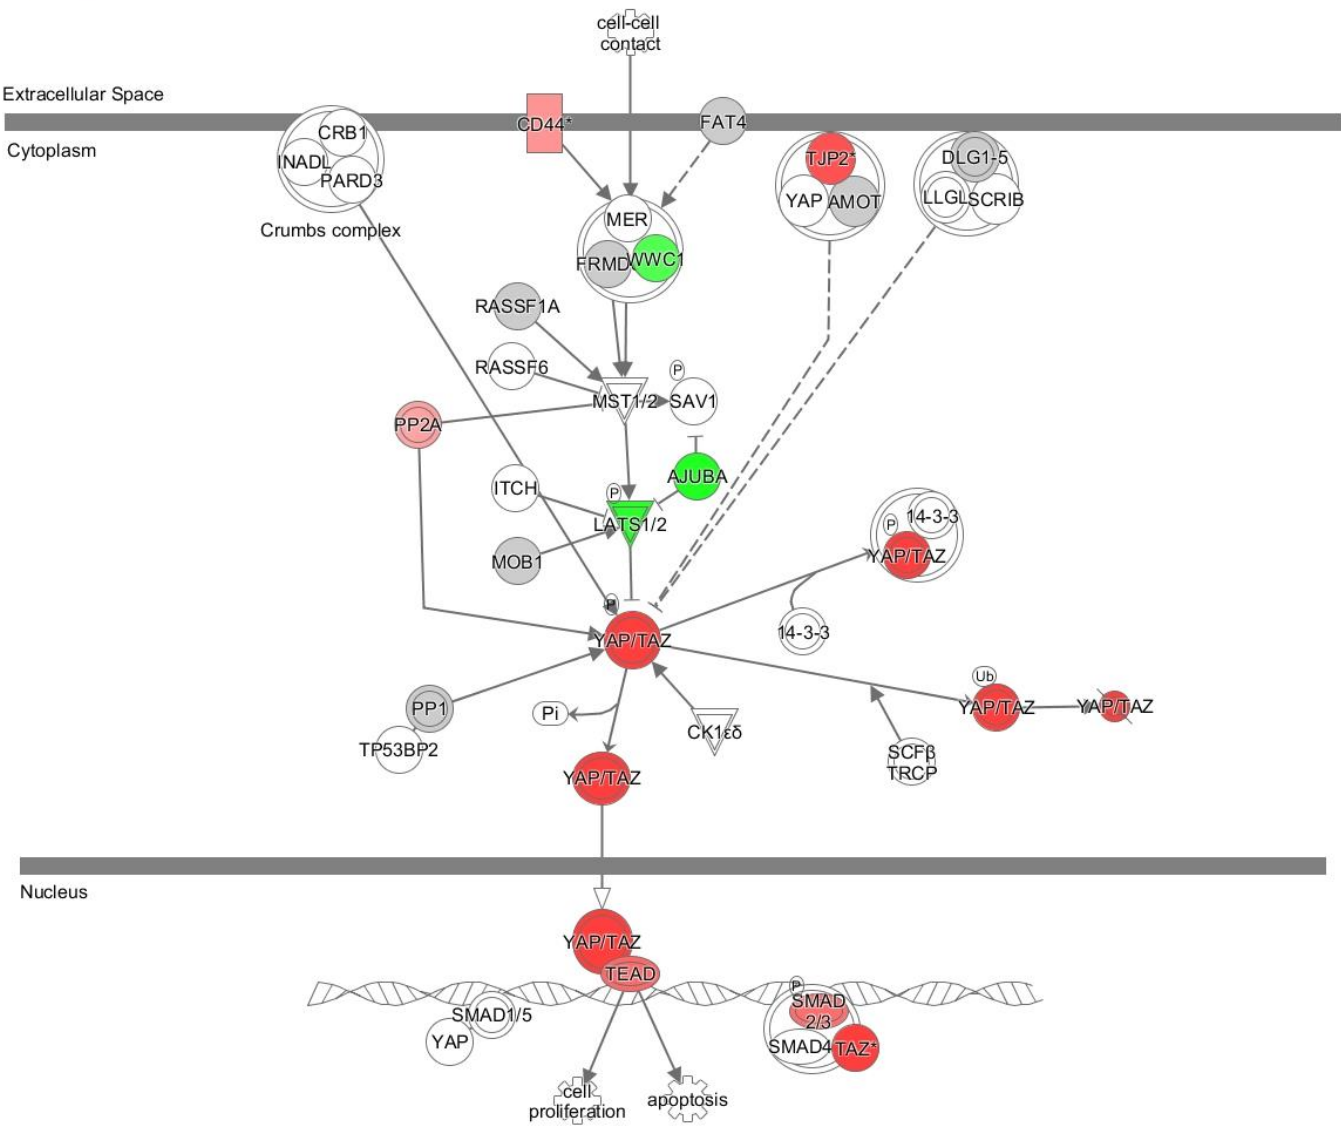 cell-cell
contact
Extracellular Space
Cytoplasm
CRB1
INADL
PARD3
Crumbs complex
CD44*
FAT4
TJP2*
YAP
AMOT
DLG1-5
LLGL
SCRIB
MER
FRMD
WWC1
RASSF1A
RASSF6
MST1/2
P
SAV1
PP2A
AJUBA
ITCH
P
LATS1/2
MOB1
14-3-3
P
YAP/TAZ
14-3-3
P
YAP/TAZ
PP1
TP53BP2
Pi
CK1εδ
Ub
YAP/TAZ
YAP/TAZ
SCFβ
TRCP
YAP/TAZ
Nucleus
YAP/TAZ
TEAD
SMAD1/5
YAP
P
SMAD
2/3
SMAD4
TAZ*
cell
proliferation
apoptosis